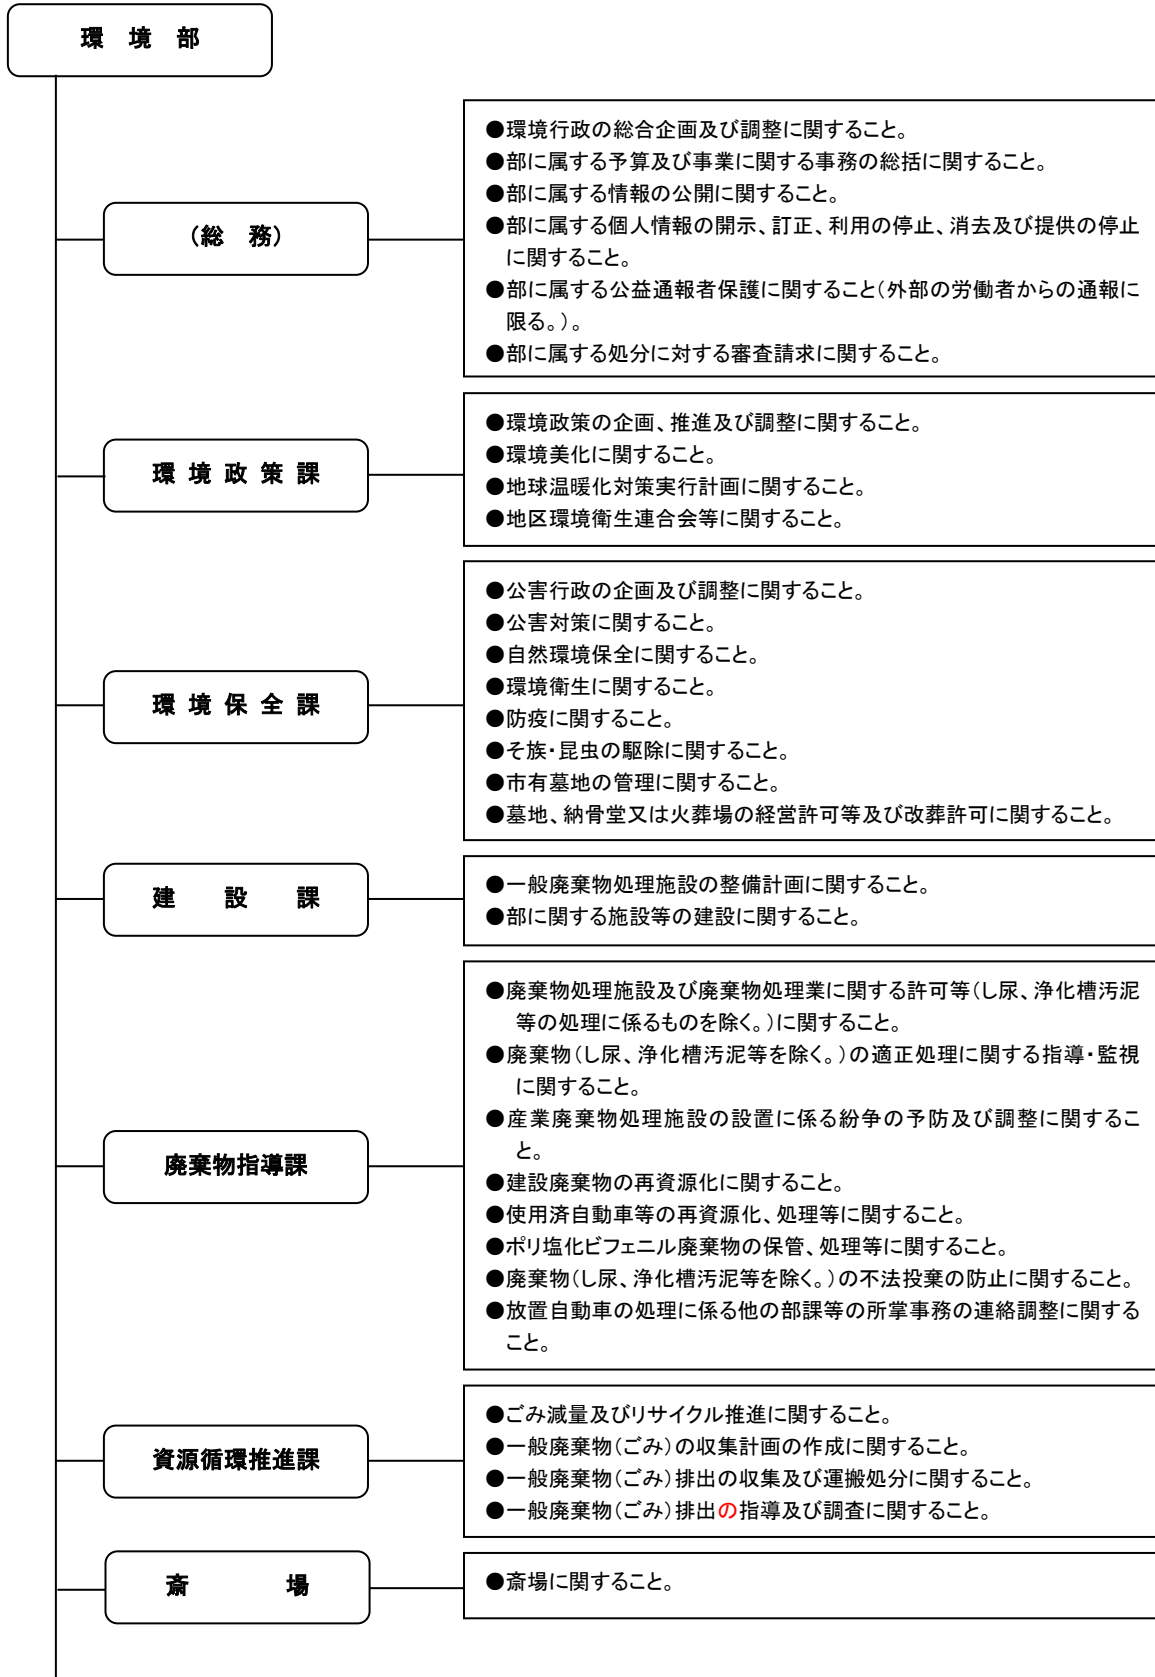 環　境　部
（総　務）
●環境行政の総合企画及び調整に関すること。
●部に属する予算及び事業に関する事務の総括に関すること。
●部に属する情報の公開に関すること。
●部に属する個人情報の開示、訂正、利用の停止、消去及び提供の停止
に関すること。
●部に属する公益通報者保護に関すること（外部の労働者からの通報に
限る。）。
●部に属する処分に対する審査請求に関すること。
環 境 政 策 課
●環境政策の企画、推進及び調整に関すること。
●環境美化に関すること。
●地球温暖化対策実行計画に関すること。
●地区環境衛生連合会等に関すること。
環 境 保 全 課
●公害行政の企画及び調整に関すること。
●公害対策に関すること。
●自然環境保全に関すること。
●環境衛生に関すること。
●防疫に関すること。
●そ族・昆虫の駆除に関すること。
●市有墓地の管理に関すること。
●墓地、納骨堂又は火葬場の経営許可等及び改葬許可に関すること。
建　設　課
●一般廃棄物処理施設の整備計画に関すること。
●部に関する施設等の建設に関すること。
廃棄物指導課
●廃棄物処理施設及び廃棄物処理業に関する許可等（し尿、浄化槽汚泥
等の処理に係るものを除く。）に関すること。
●廃棄物（し尿、浄化槽汚泥等を除く。）の適正処理に関する指導・監視
に関すること。
●産業廃棄物処理施設の設置に係る紛争の予防及び調整に関するこ
と。
●建設廃棄物の再資源化に関すること。
●使用済自動車等の再資源化、処理等に関すること。
●ポリ塩化ビフェニル廃棄物の保管、処理等に関すること。
●廃棄物（し尿、浄化槽汚泥等を除く。）の不法投棄の防止に関すること。
●放置自動車の処理に係る他の部課等の所掌事務の連絡調整に関する
こと。
資源循環推進課
●ごみ減量及びリサイクル推進に関すること。
●一般廃棄物（ごみ）の収集計画の作成に関すること。
●一般廃棄物（ごみ）排出の収集及び運搬処分に関すること。
●一般廃棄物（ごみ）排出の指導及び調査に関すること。
斎　場
●斎場に関すること。